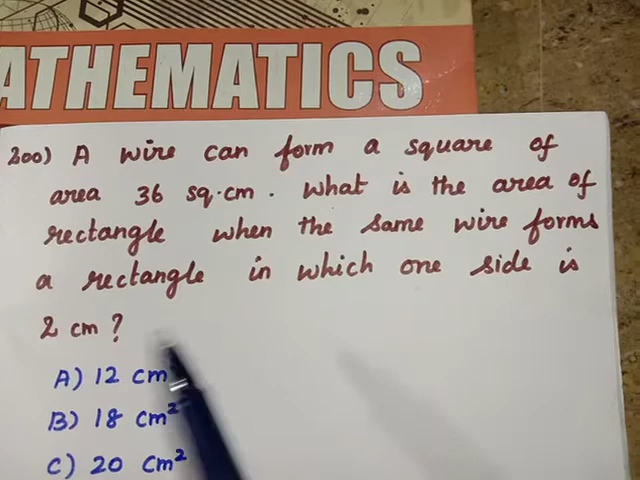 ATHEMATICS
200) A wire can form a square of
area 36 sq.cm. What is the area of
rectangle when the same wire forms
a rectangle in which one side is
2 cm?
A) 12 cm
B) 18 cm²
C) 20 cm²